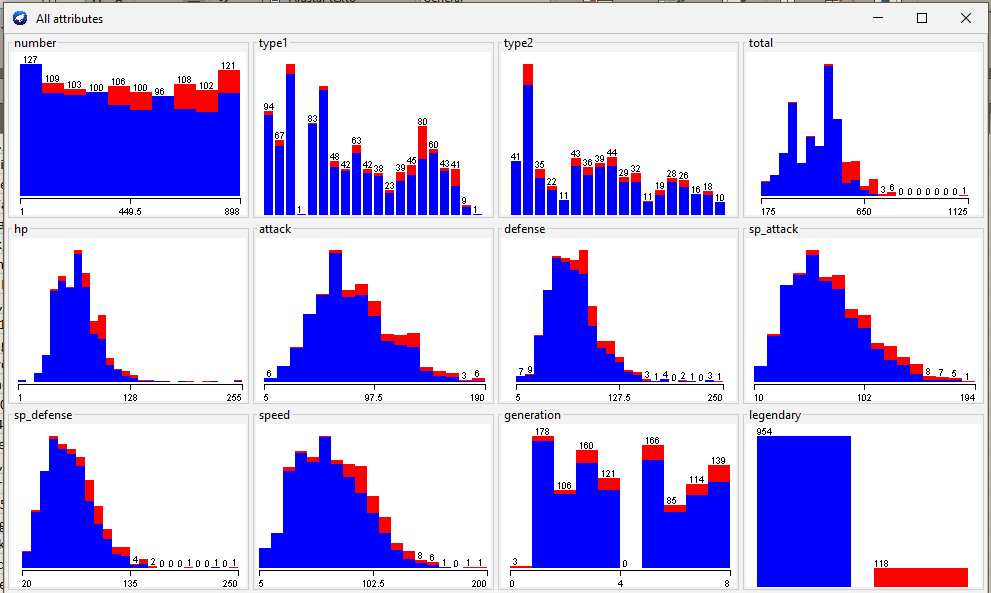 All attributes
number
type1
type2
total
127 109 103 100 106 100 96 108 102 121
94 67 1 83 48 42 63 42 38 23 39 45 80 60 43 41 9 1
41 35 22 11 43 36 39 44 29 32 11 19 28 26 16 18 10
3 6 0 0 0 0 0 0 0 1
1 449.5 898
175 650 1125
hp
attack
defense
sp_attack
6 3 6
7 9 3 1 4 0 2 1 0 3 1
8 7 5 1
1 128 255
5 97.5 190
5 127.5 250
10 102 194
sp_defense
speed
generation
legendary
4 2 0 0 0 1 0 0 1 0 1
8 6 1 0 1 1
3 178 106 160 121 0 166 85 114 139
954 118
20 135 250
5 102.5 200
0 4 8